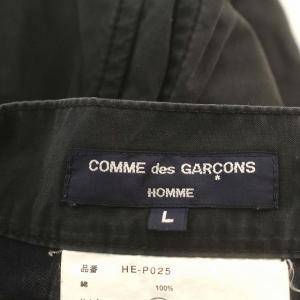 COMME des GARÇONS
HOMME
L
品番 HE-P025
綿 100%